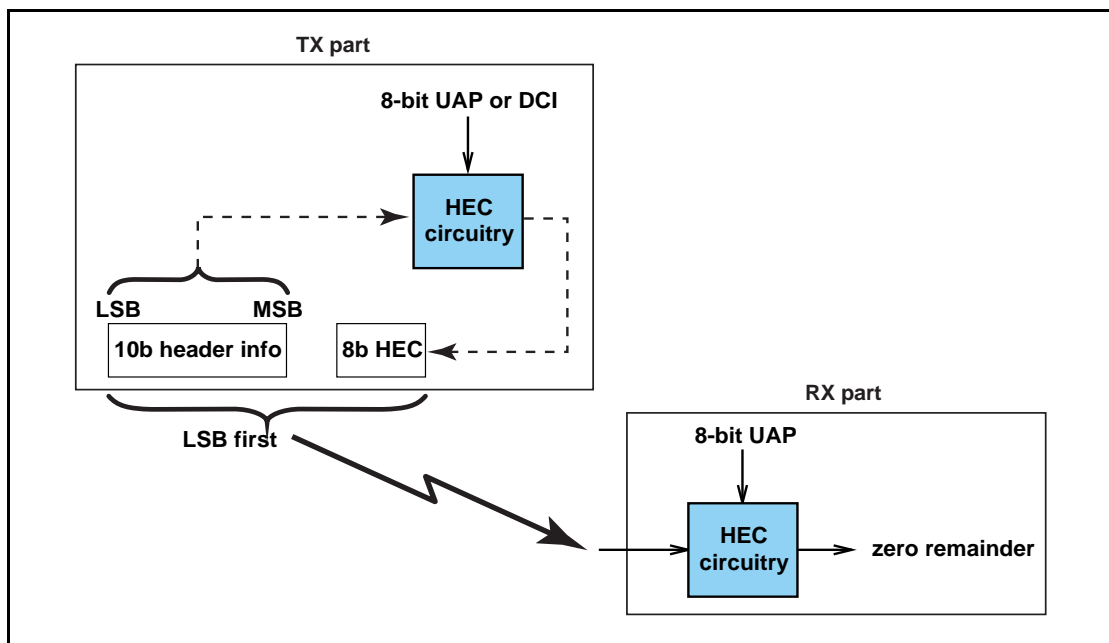 TX part
8-bit UAP or DCI
HEC
circuitry
LSB
MSB
10b header info
8b HEC
LSB first
RX part
8-bit UAP
HEC
circuitry
zero remainder